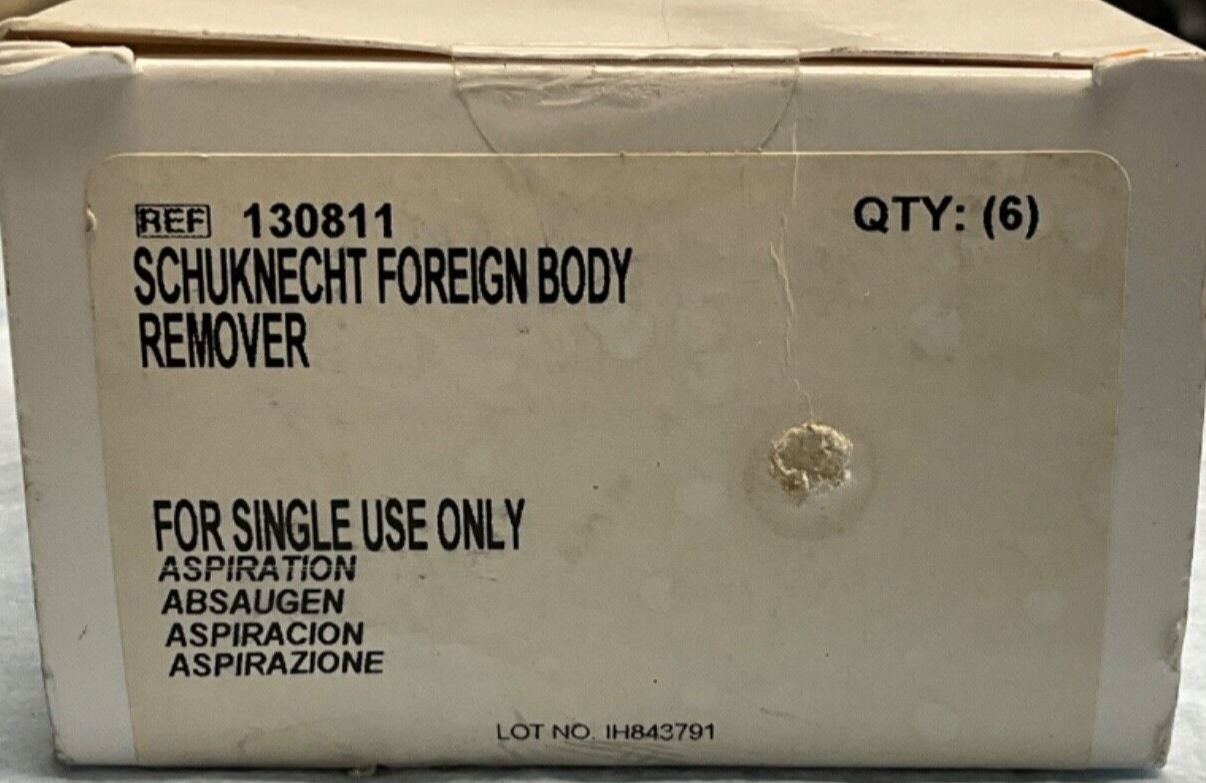 REF 130811 QTY: (6)
SCHUKNECHT FOREIGN BODY
REMOVER
FOR SINGLE USE ONLY
ASPIRATION
ABSAUGEN
ASPIRACION
ASPIRAZIONE
LOT NO. IH843791